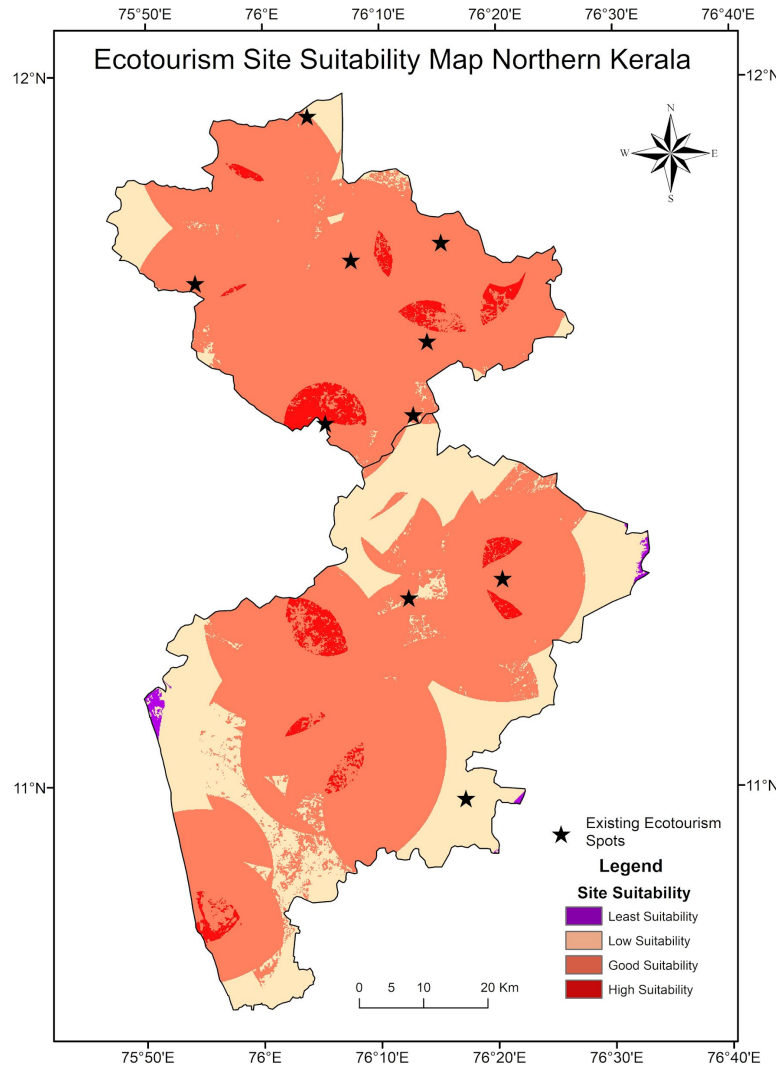 75°50'E 76°E 76°10'E 76°20'E 76°30'E 76°40'E
Ecotourism Site Suitability Map Northern Kerala
12°N 12°N
N
W E
S
11°N 11°N
Existing Ecotourism
Spots
Legend
Site Suitability
Least Suitability
Low Suitability
Good Suitability
High Suitability
0 5 10 20 Km
75°50'E 76°E 76°10'E 76°20'E 76°30'E 76°40'E